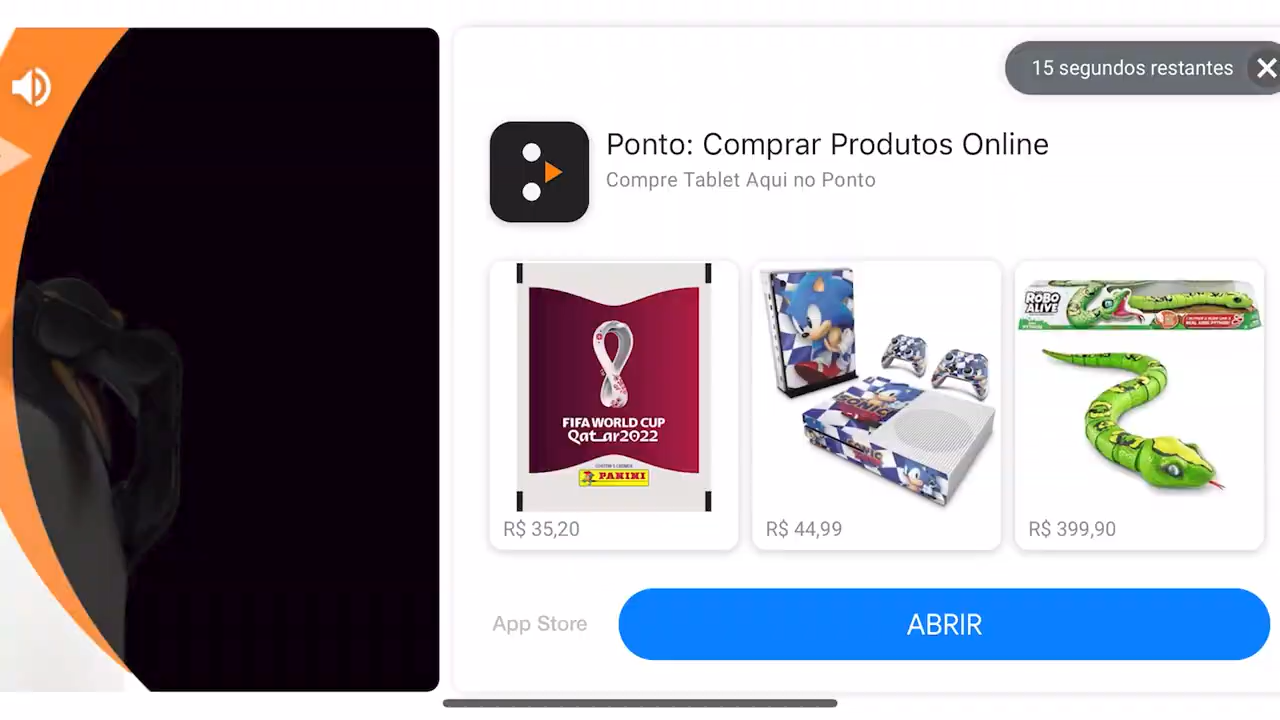 15 segundos restantes
Ponto: Comprar Produtos Online
Compre Tablet Aqui no Ponto
FIFA WORLD CUP
Qatar2022
PANINI
R$ 35,20
SONIC
R$ 44,99
ROBO
ALIVE
R$ 399,90
App Store
ABRIR